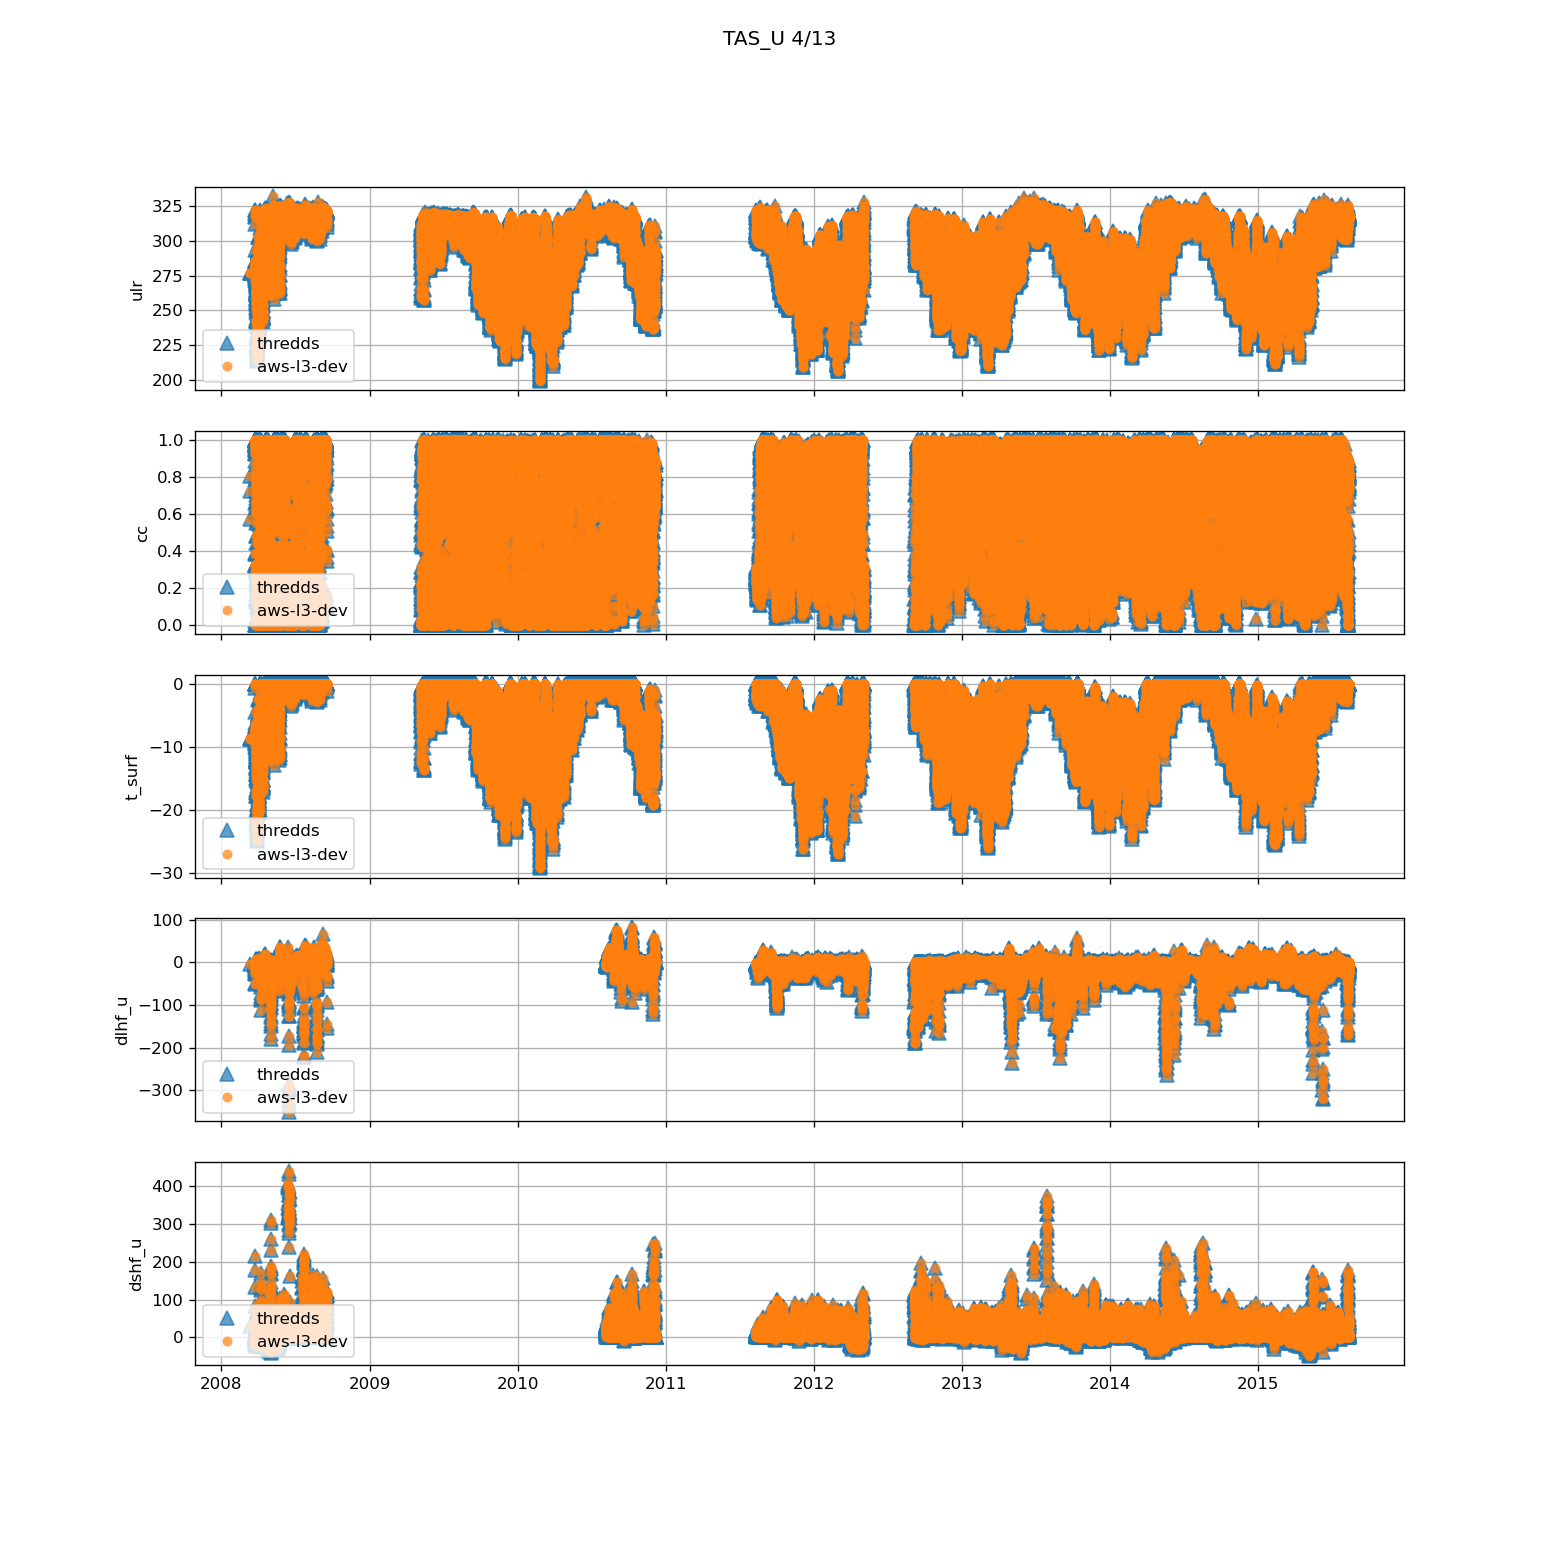 TAS_U 4/13
325
300
275
250
225
200
ulr
thredds
aws-l3-dev
1.0
0.8
0.6
0.4
0.2
0.0
cc
thredds
aws-l3-dev
0
−10
−20
−30
t_surf
thredds
aws-l3-dev
100
0
−100
−200
−300
dlhf_u
thredds
aws-l3-dev
400
300
200
100
0
dshf_u
thredds
aws-l3-dev
2008 2009 2010 2011 2012 2013 2014 2015